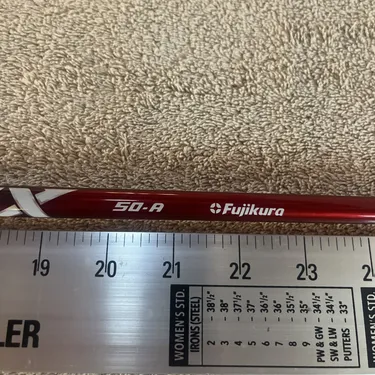 50-A Fujikura
19 20 21 22 23
LER
WOMEN'S STD.
IRONS (STEEL)
2 - 38½"
3 - 38"
4 - 37½"
5 - 37"
6 - 36½"
7 - 36"
8 - 35½"
9 - 35"
PW & GW - 34½"
SW & LW -
PUTTERS - 33"
WOMEN'S STD.